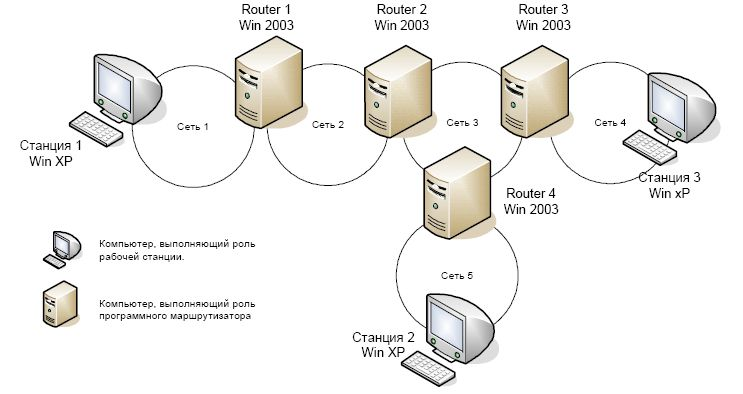 Router 1
Win 2003
Router 2
Win 2003
Router 3
Win 2003
Сеть 1
Сеть 2
Сеть 3
Сеть 4
Станция 1
Win XP
Станция 3
Win xP
Router 4
Win 2003
Компьютер, выполняющий роль
рабочей станции.
Сеть 5
Компьютер, выполняющий роль
программного маршрутизатора
Станция 2
Win XP